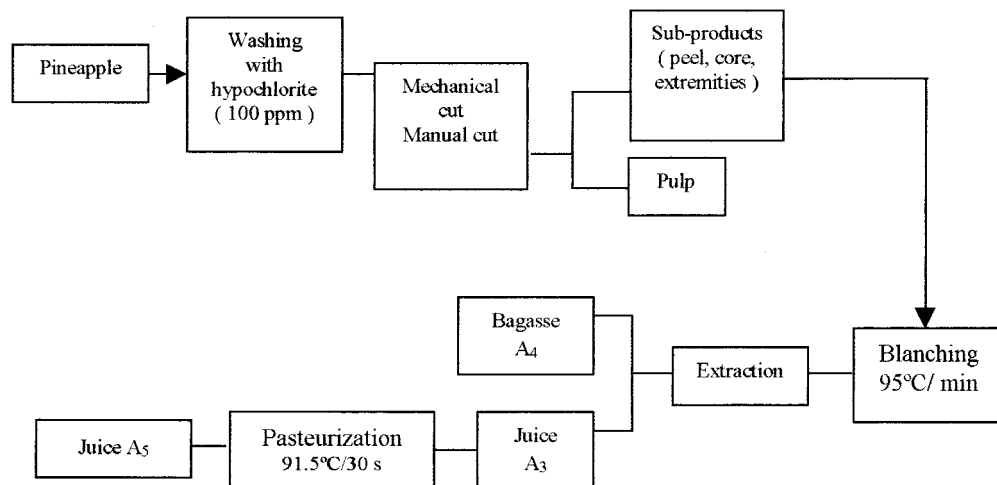 Pineapple
Washing
with
hypochlorite
( 100 ppm )
Mechanical
cut
Manual cut
Sub-products
( peel, core,
extremities )
Pulp
Blanching
95ºC/ min
Extraction
Bagasse
A₄
Juice
A₃
Pasteurization
91.5ºC/30 s
Juice A₅